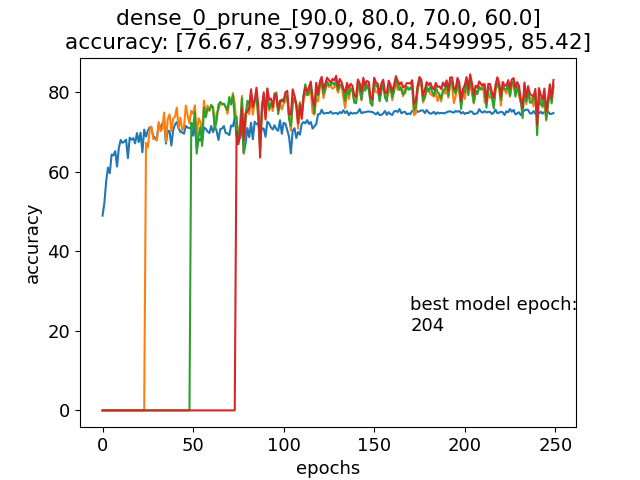 dense_0_prune_[90.0, 80.0, 70.0, 60.0]
accuracy: [76.67, 83.979996, 84.549995, 85.42]
80
60
40
20
0
accuracy
best model epoch:
204
0 50 100 150 200 250
epochs